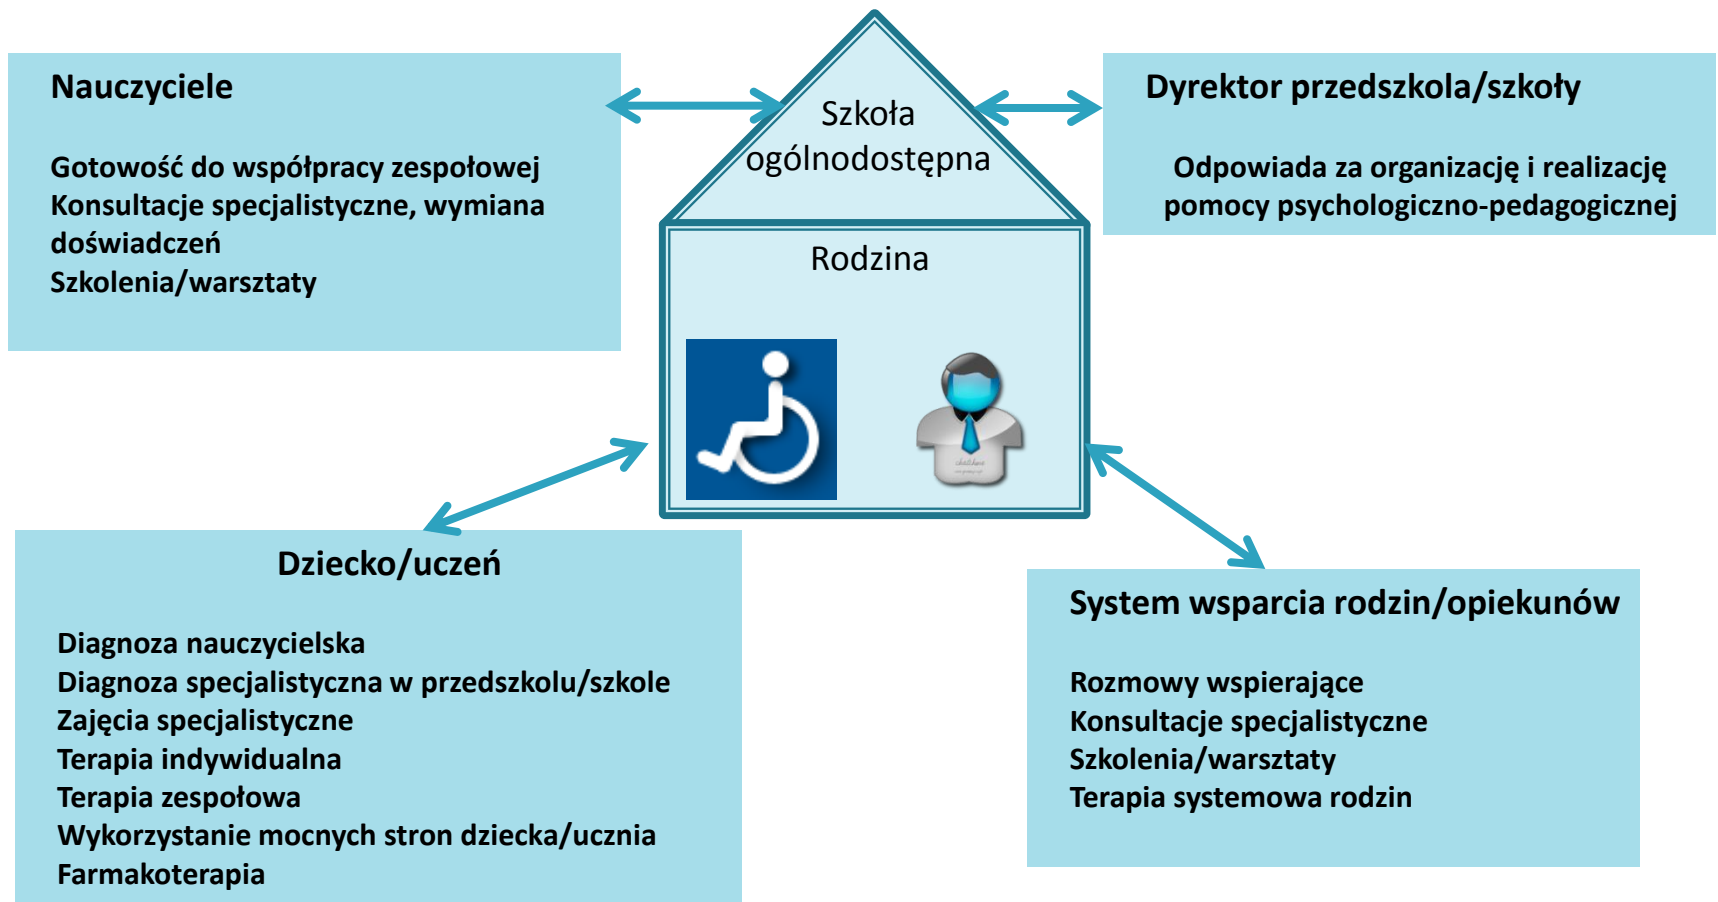 Nauczyciele
Gotowość do współpracy zespołowej
Konsultacje specjalistyczne, wymiana
doświadczeń
Szkolenia/warsztaty
Szkoła
ogólnodostępna
Rodzina
Dyrektor przedszkola/szkoły
Odpowiada za organizację i realizację
pomocy psychologiczno-pedagogicznej
Dziecko/uczeń
Diagnoza nauczycielska
Diagnoza specjalistyczna w przedszkolu/szkole
Zajęcia specjalistyczne
Terapia indywidualna
Terapia zespołowa
Wykorzystanie mocnych stron dziecka/ucznia
Farmakoterapia
System wsparcia rodzin/opiekunów
Rozmowy wspierające
Konsultacje specjalistyczne
Szkolenia/warsztaty
Terapia systemowa rodzin